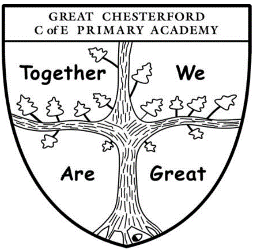 GREAT CHESTERFORD
C of E PRIMARY ACADEMY
Together We
Are Great